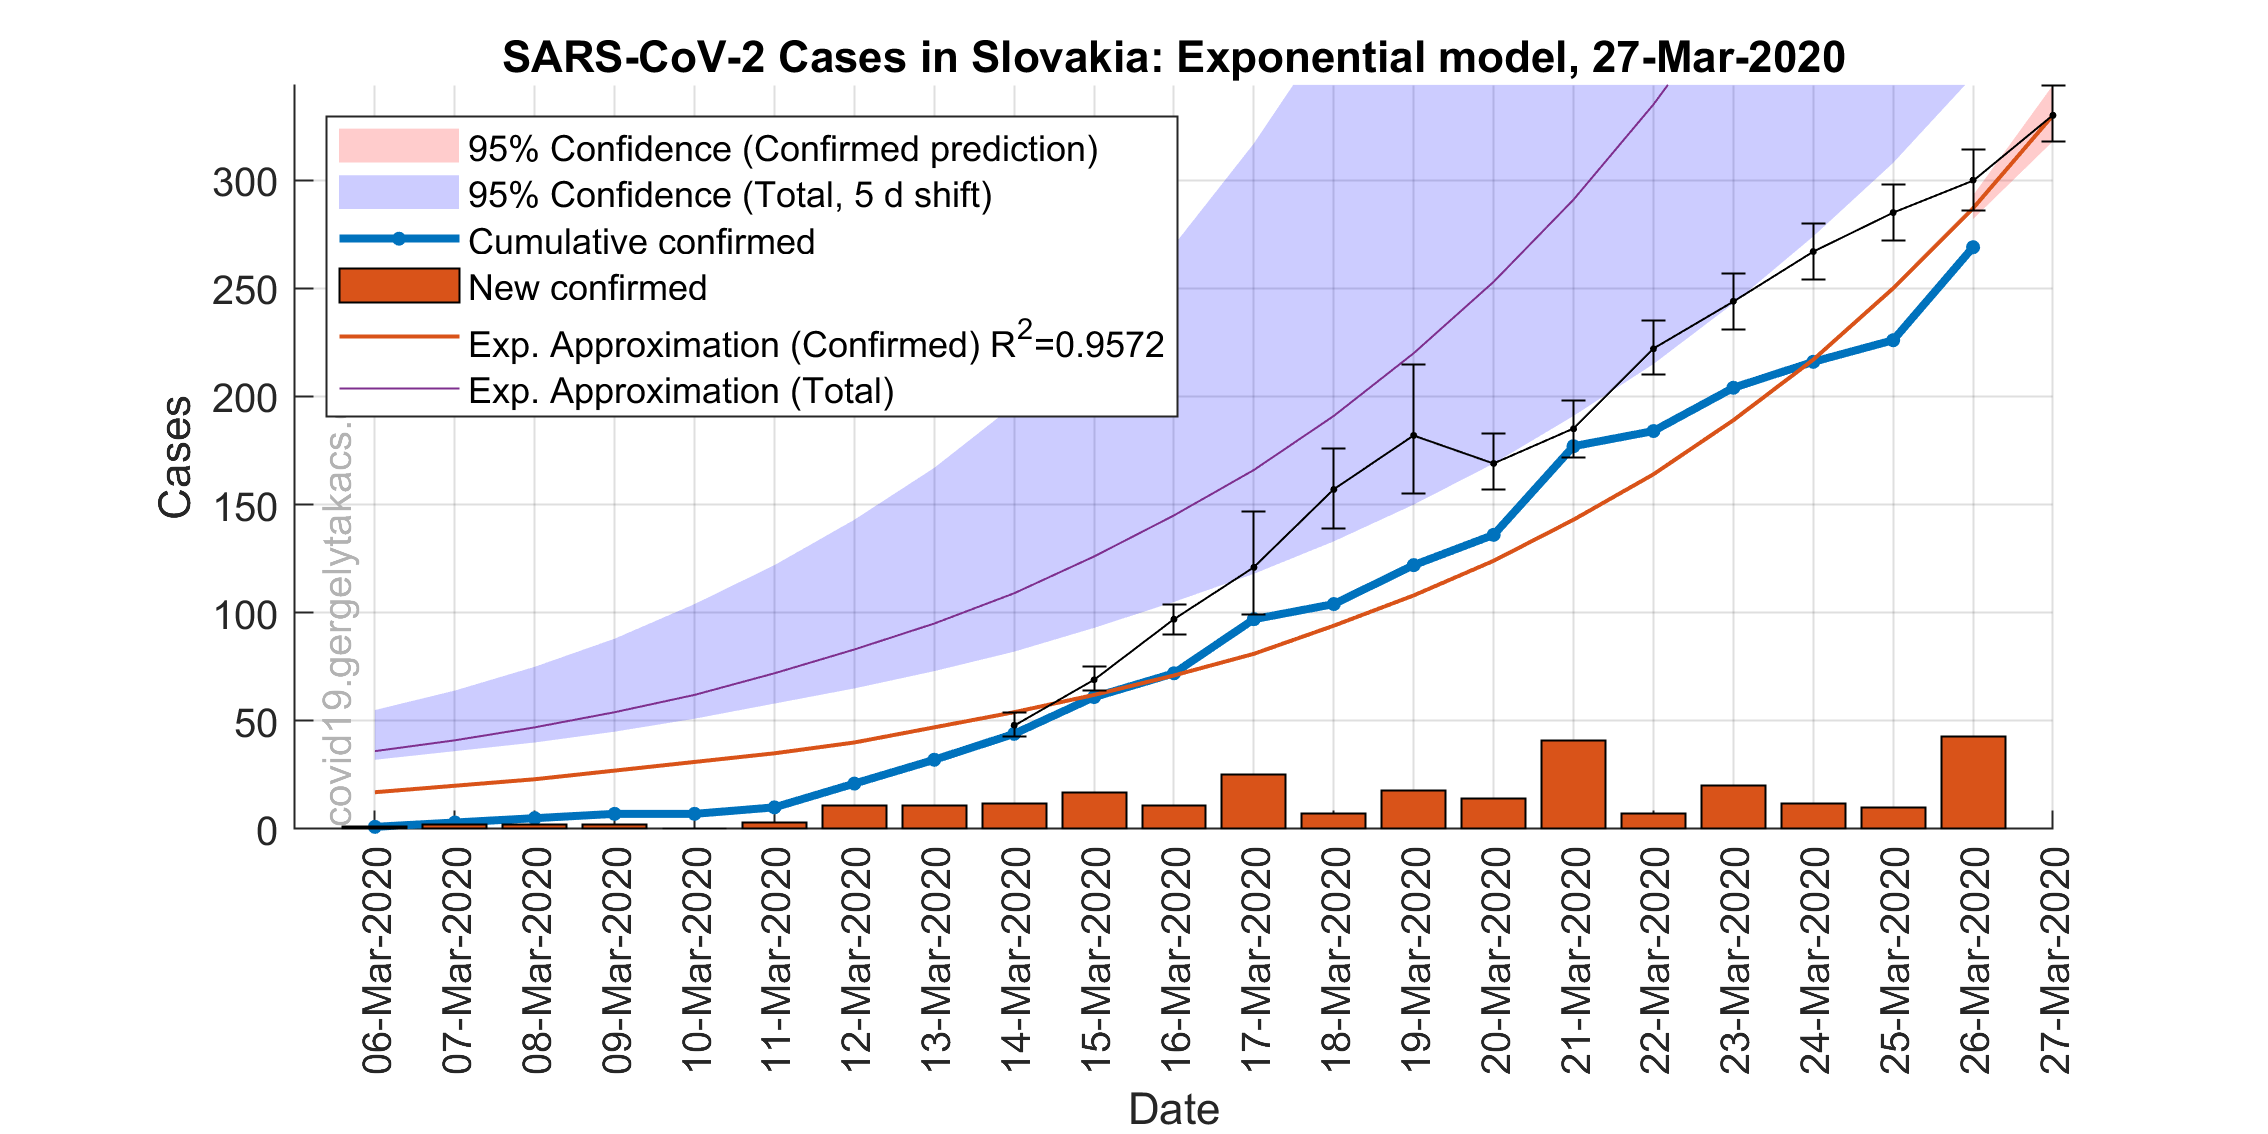 SARS-CoV-2 Cases in Slovakia: Exponential model, 27-Mar-2020
95% Confidence (Confirmed prediction)
95% Confidence (Total, 5 d shift)
Cumulative confirmed
New confirmed
Exp. Approximation (Confirmed) R²=0.9572
Exp. Approximation (Total)
covid19.gergelytakacs.
Cases
300
250
200
150
100
50
0
06-Mar-2020
07-Mar-2020
08-Mar-2020
09-Mar-2020
10-Mar-2020
11-Mar-2020
12-Mar-2020
13-Mar-2020
14-Mar-2020
15-Mar-2020
16-Mar-2020
17-Mar-2020
18-Mar-2020
19-Mar-2020
20-Mar-2020
21-Mar-2020
22-Mar-2020
23-Mar-2020
24-Mar-2020
25-Mar-2020
26-Mar-2020
27-Mar-2020
Date